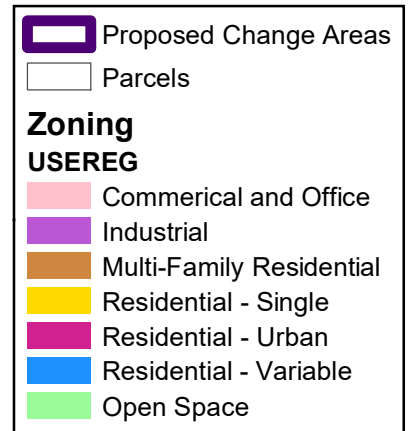 Proposed Change Areas
Parcels
Zoning
USEREG
Commerical and Office
Industrial
Multi-Family Residential
Residential - Single
Residential - Urban
Residential - Variable
Open Space